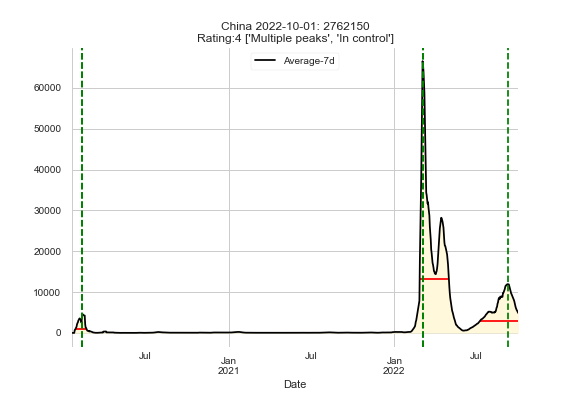 China 2022-10-01: 2762150
Rating:4 ['Multiple peaks', 'In control']
Average-7d
60000
50000
40000
30000
20000
10000
0
Jul
Jan
2021
Jul
Jan
2022
Jul
Date